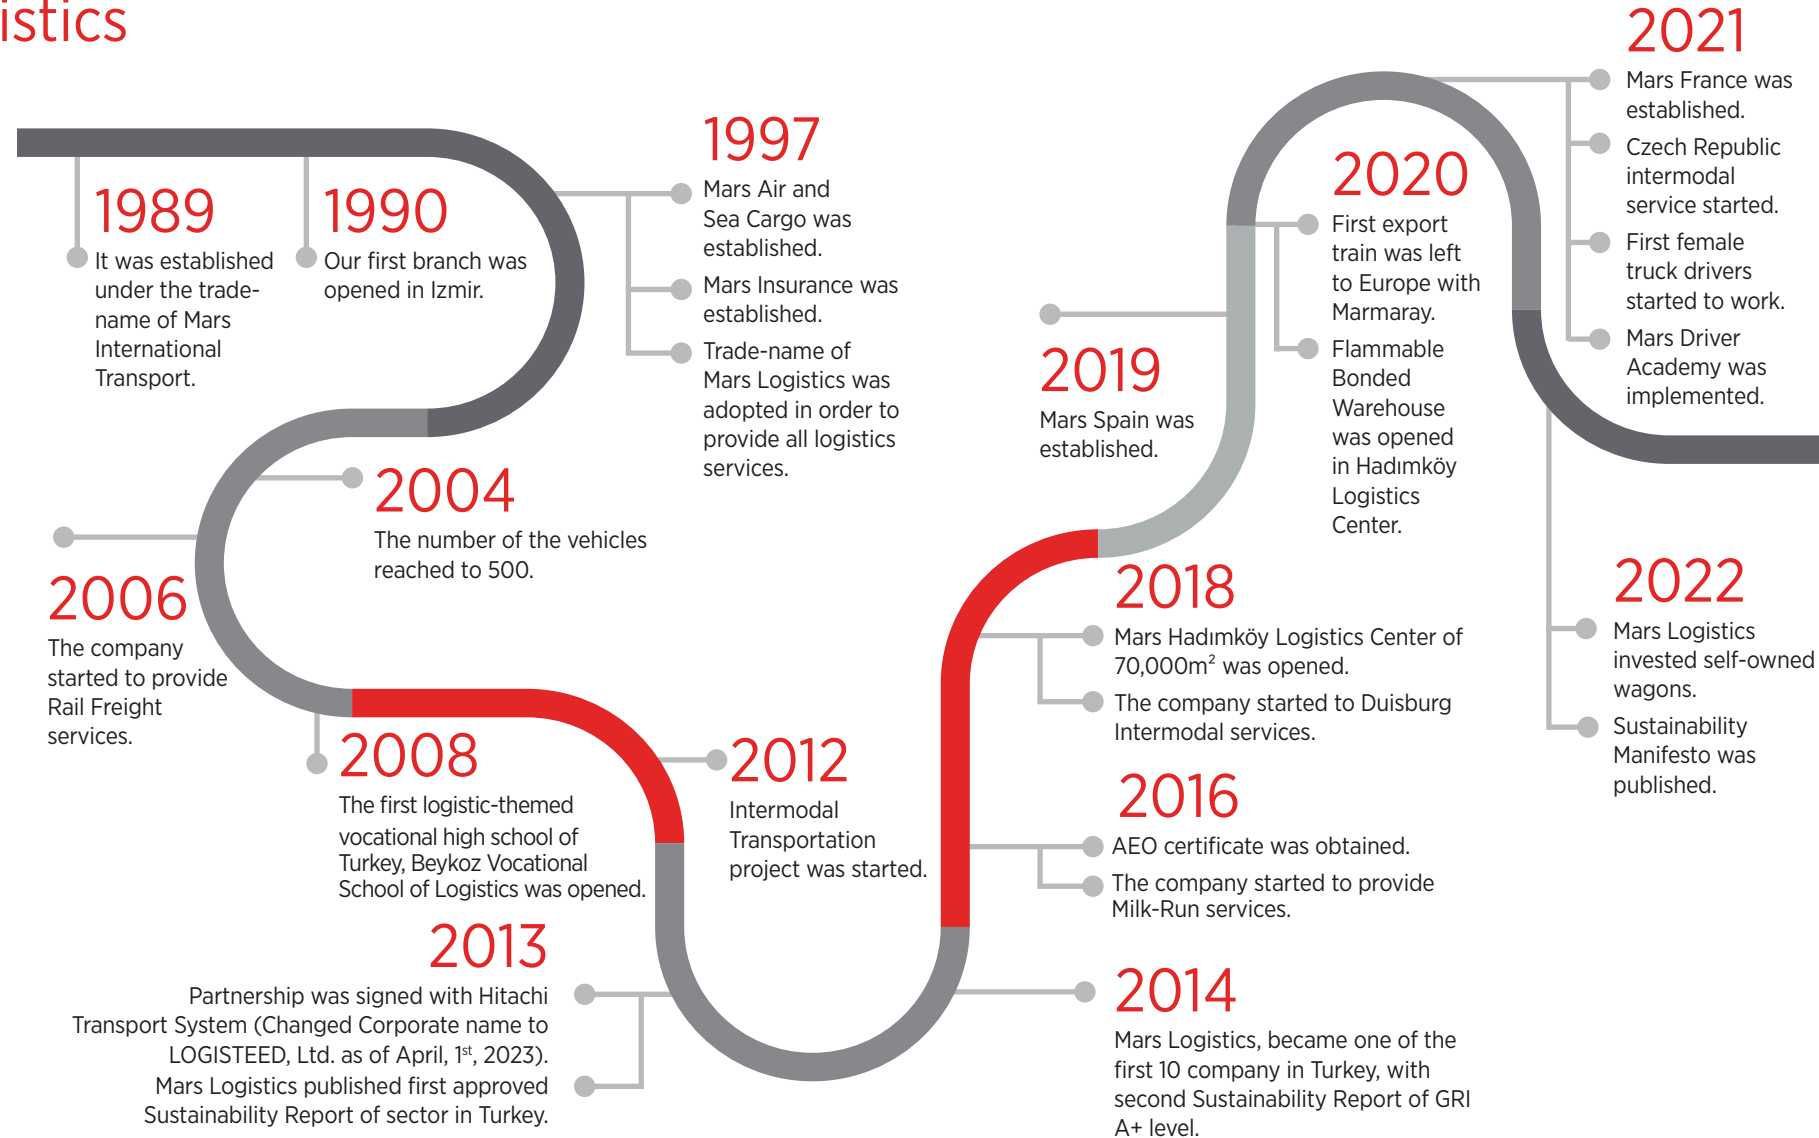 istics
1989
It was established
under the trade-
name of Mars
International
Transport.
1990
Our first branch was
opened in Izmir.
1997
Mars Air and
Sea Cargo was
established.
Mars Insurance was
established.
Trade-name of
Mars Logistics was
adopted in order to
provide all logistics
services.
2004
The number of the vehicles
reached to 500.
2006
The company
started to provide
Rail Freight
services.
2008
The first logistic-themed
vocational high school of
Turkey, Beykoz Vocational
School of Logistics was opened.
2012
Intermodal
Transportation
project was started.
2013
Partnership was signed with Hitachi
Transport System (Changed Corporate name to
LOGISTEED, Ltd. as of April, 1st, 2023).
Mars Logistics published first approved
Sustainability Report of sector in Turkey.
2014
Mars Logistics, became one of the
first 10 company in Turkey, with
second Sustainability Report of GRI
A+ level.
2016
AEO certificate was obtained.
The company started to provide
Milk-Run services.
2018
Mars Hadımköy Logistics Center of
70,000m² was opened.
The company started to Duisburg
Intermodal services.
2019
Mars Spain was
established.
2020
First export
train was left
to Europe with
Marmaray.
Flammable
Bonded
Warehouse
was opened
in Hadımköy
Logistics
Center.
2021
Mars France was
established.
Czech Republic
intermodal
service started.
First female
truck drivers
started to work.
Mars Driver
Academy was
implemented.
2022
Mars Logistics
invested self-owned
wagons.
Sustainability
Manifesto was
published.